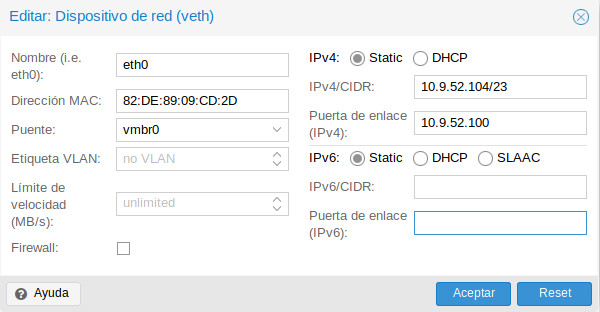 Editar: Dispositivo de red (veth)
Nombre (i.e. eth0):
eth0
Dirección MAC:
82:DE:89:09:CD:2D
Puente:
vmbr0
Etiqueta VLAN:
no VLAN
Límite de
velocidad
(MB/s):
unlimited
Firewall:
IPv4: Static DHCP
IPv4/CIDR:
10.9.52.104/23
Puerta de enlace
(IPv4):
10.9.52.100
IPv6: Static DHCP SLAAC
IPv6/CIDR:
Puerta de enlace
(IPv6):
Ayuda
Aceptar
Reset